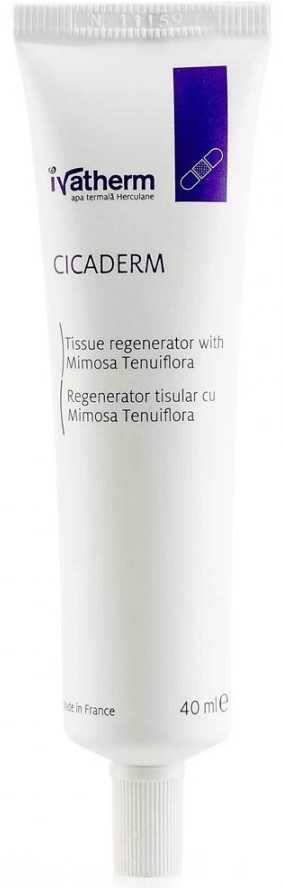 N 11159
ivatherm
apa termală Herculane
CICADERM
Tissue regenerator with
Mimosa Tenuiflora
Regenerator tisular cu
Mimosa Tenuiflora
Made in France
40 ml e